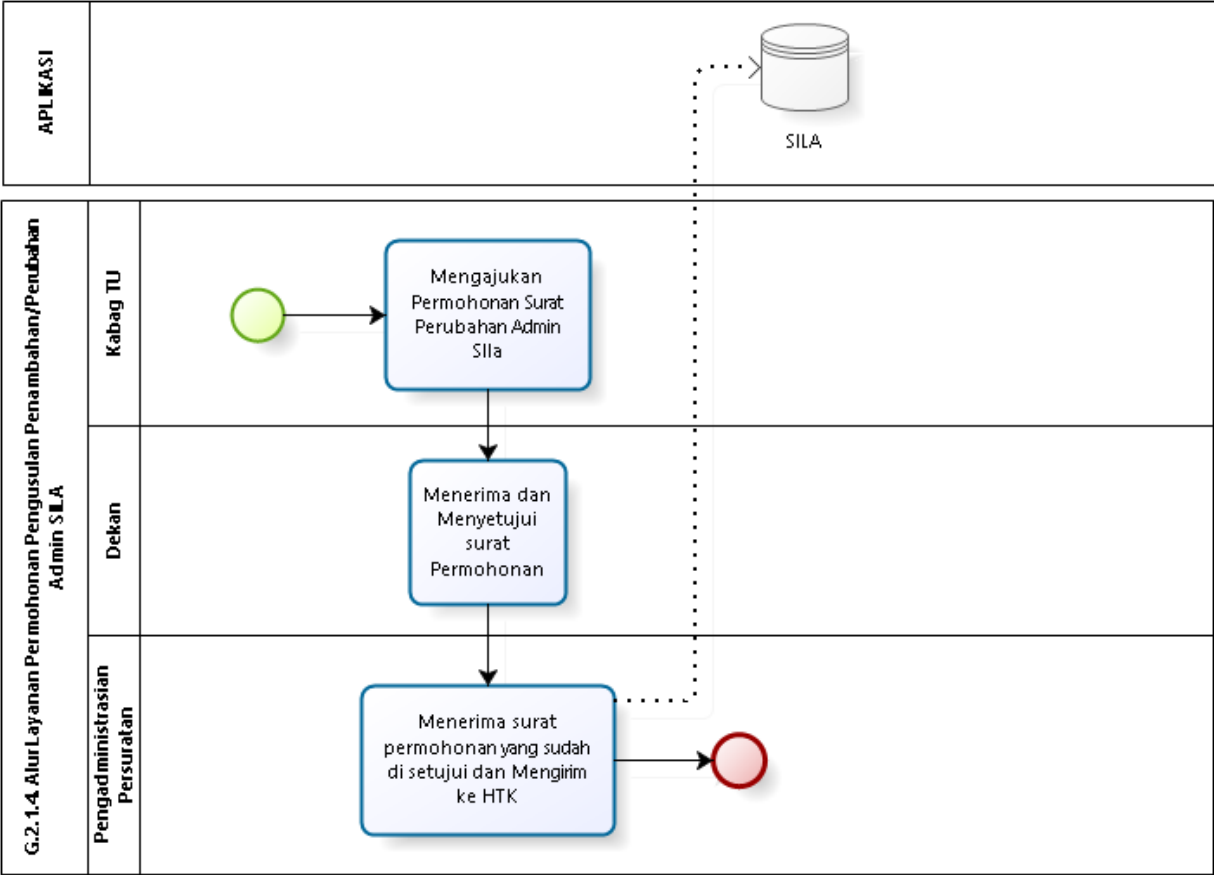 APLIKASI
SILA
G.2.1.4. Alur Layanan Permohonan Pengusulan Penambahan/Perubahan
Admin SILA
Kabag TU
Mengajukan
Permohonan Surat
Perubahan Admin
SIla
Dekan
Menerima dan
Menyetujui
surat
Permohonan
Pengadministrasian
Persuratan
Menerima surat
permohonan yang sudah
di setujui dan Mengirim
ke HTK